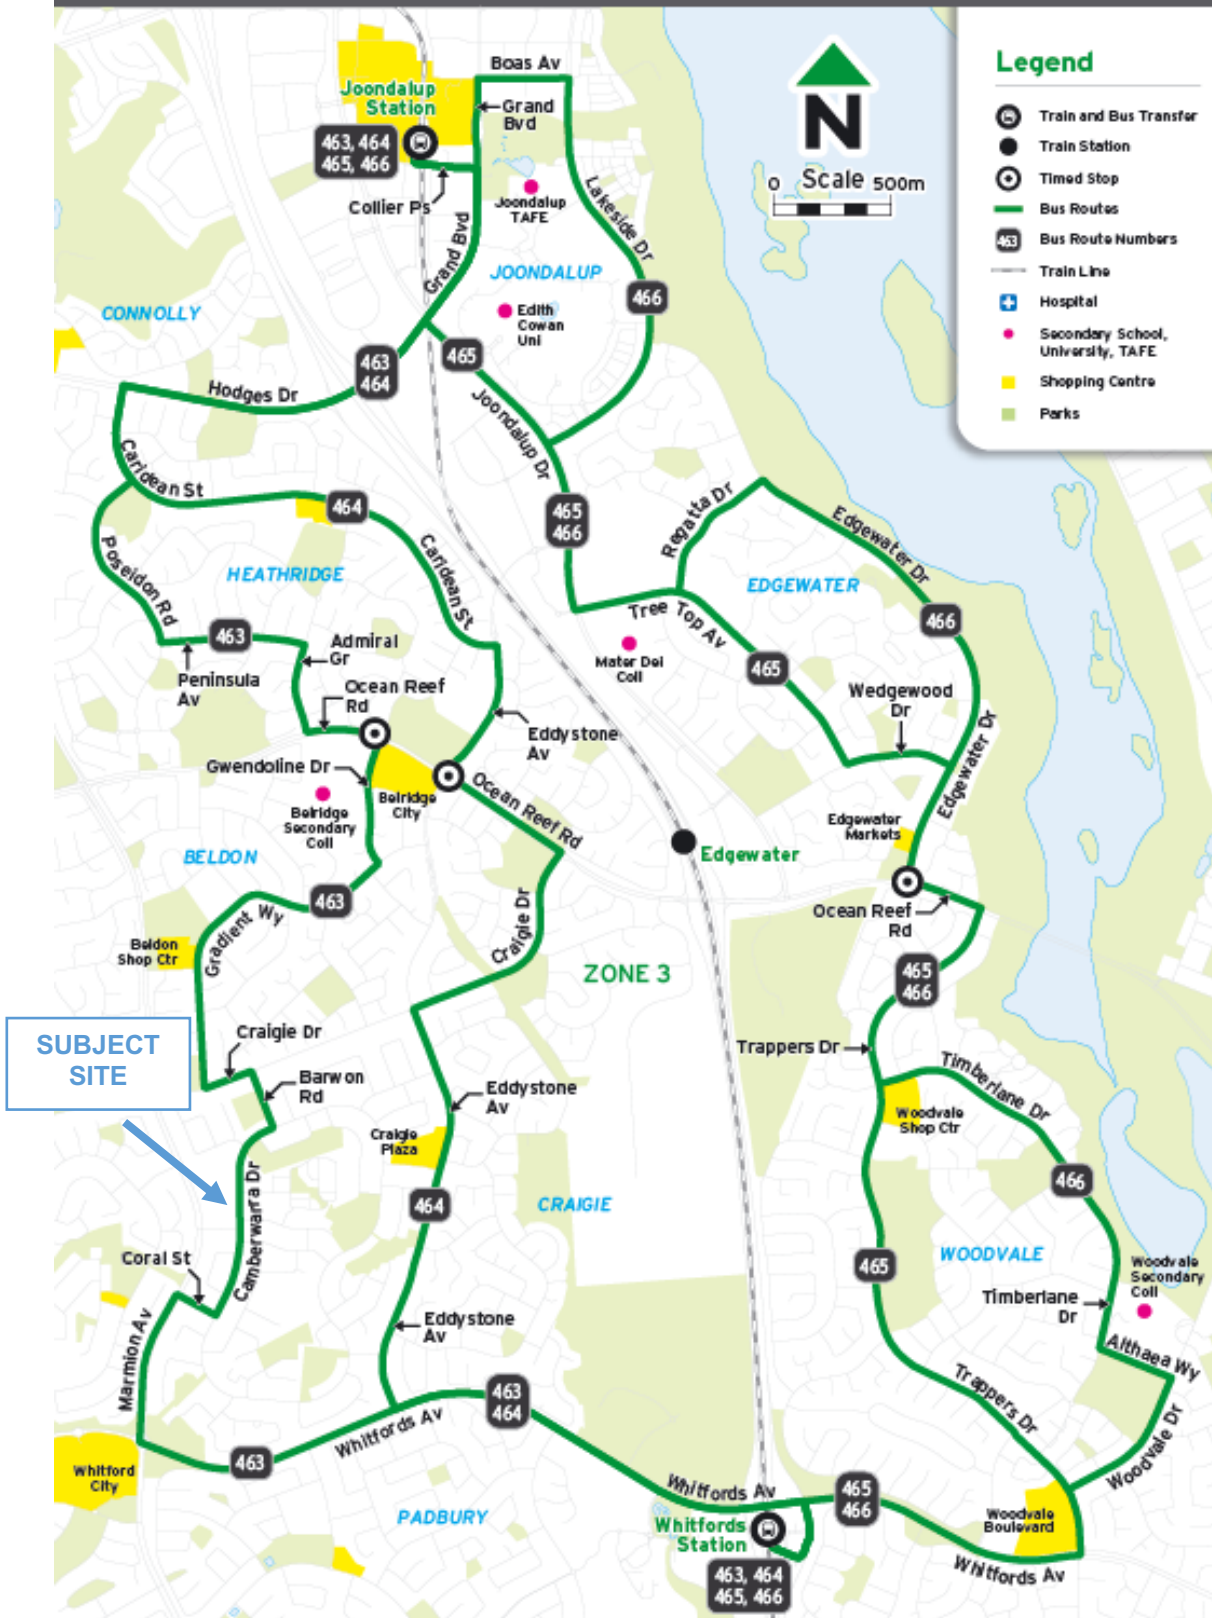 Boas Av
Joondalup
Station
Grand
Bvd
463, 464
465, 466
Collier Ps
Joondalup
TAFE
Lakeside Dr
Grand Bvd
JOONDALUP
466
CONNOLLY
Edith
Cowan
Uni
463
464
465
Hodges Dr
Joondalup Dr
N
0 Scale 500m
Legend
Train and Bus Transfer
Train Station
Timed Stop
Bus Routes
463
Bus Route Numbers
Train Line
Hospital
Secondary School,
University, TAFE
Shopping Centre
Parks
Caridean St
464
465
466
Regatta Dr
Edgewater Dr
Poseidon Rd
HEATHRIDGE
Caridean St
EDGEWATER
Tree Top Av
466
463
Admiral
Gr
Mater Dei
Coll
465
Peninsula
Av
Ocean Reef
Rd
Wedgewood
Dr
Eddystone
Av
Edgewater Dr
Gwendoline Dr
Belridge
Secondary
Coll
Belridge
City
Ocean Reef Rd
Edgewater
Markets
Edgewater
BELDON
463
Ocean Reef
Rd
Gradient Wy
Craigie Dr
Beldon
Shop Ctr
ZONE 3
465
466
SUBJECT
SITE
Craigie Dr
Trappers Dr
Barwon
Rd
Eddystone
Av
Timberlane Dr
Woodvale
Shop Ctr
Craigie
Plaza
466
Camberwarra Dr
464
CRAIGIE
Coral St
WOODVALE
465
Woodvale
Secondary
Coll
Timberlane
Dr
Eddystone
Av
Marmion Av
Althaea Wy
Trappers Dr
463
464
Whitfords Av
Woodvale Dr
463
Whitford
City
Whitfords Av
465
466
PADBURY
Whitfords
Station
Woodvale
Boulevard
463, 464
465, 466
Whitfords Av